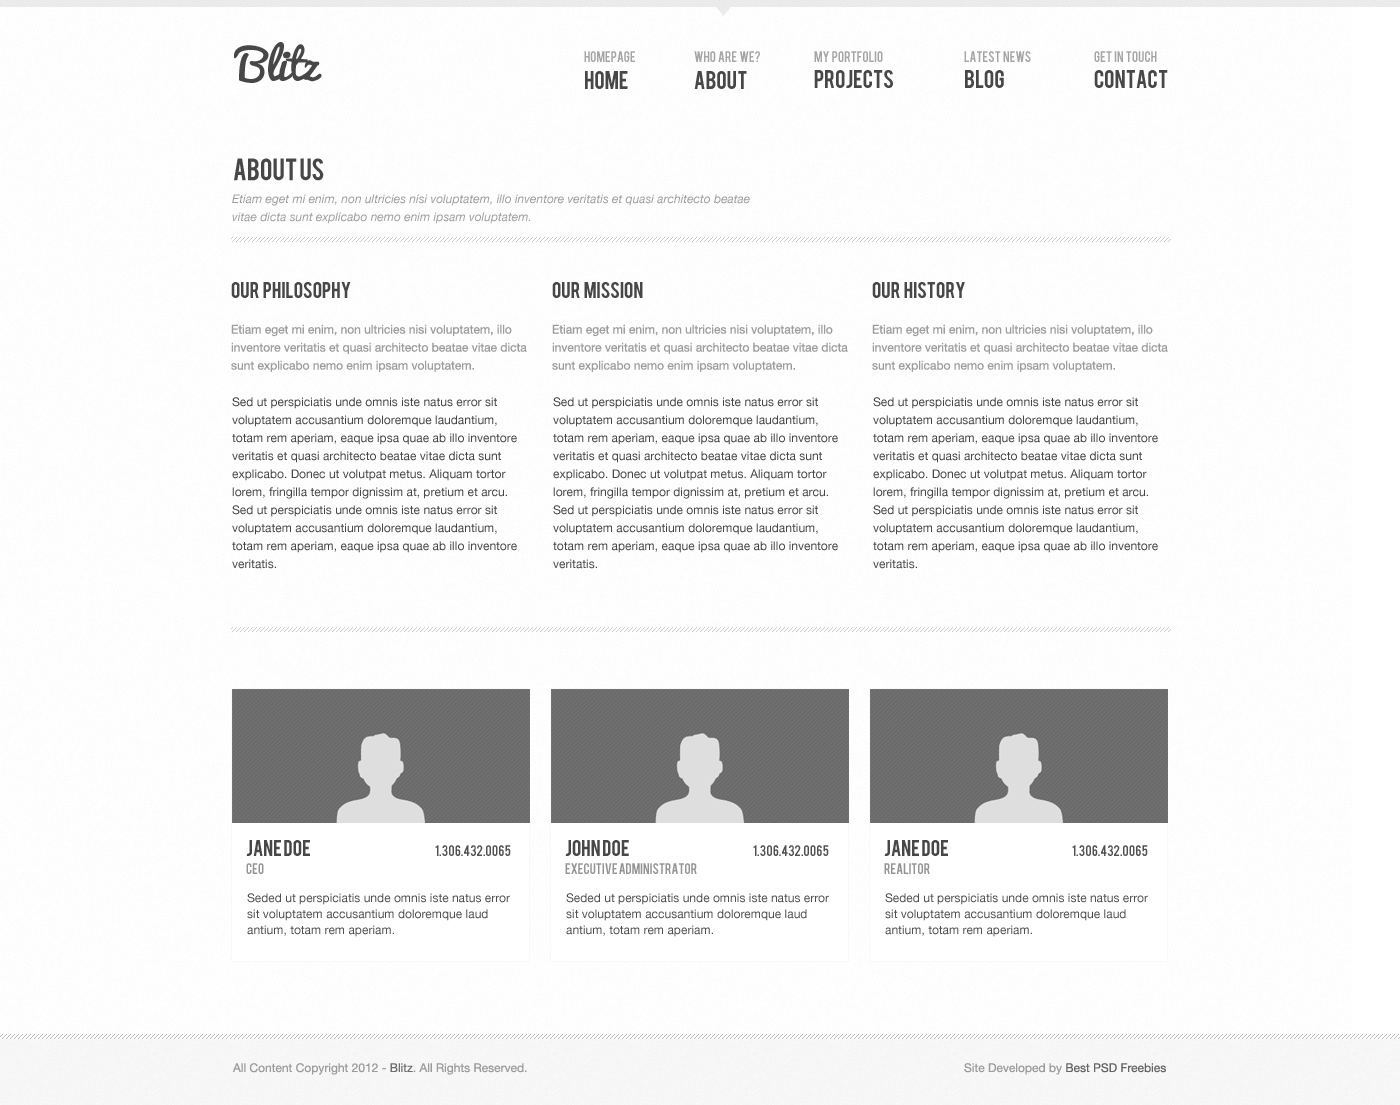 Blitz
HOMEPAGE
HOME
WHO ARE WE?
ABOUT
MY PORTFOLIO
PROJECTS
LATEST NEWS
BLOG
GET IN TOUCH
CONTACT
ABOUT US
Etiam eget mi enim, non ultricies nisi voluptatem, illo inventore veritatis et quasi architecto beatae
vitae dicta sunt explicabo nemo enim ipsam voluptatem.
OUR PHILOSOPHY
Etiam eget mi enim, non ultricies nisi voluptatem, illo
inventore veritatis et quasi architecto beatae vitae dicta
sunt explicabo nemo enim ipsam voluptatem.
Sed ut perspiciatis unde omnis iste natus error sit
voluptatem accusantium doloremque laudantium,
totam rem aperiam, eaque ipsa quae ab illo inventore
veritatis et quasi architecto beatae vitae dicta sunt
explicabo. Donec ut volutpat metus. Aliquam tortor
lorem, fringilla tempor dignissim at, pretium et arcu.
Sed ut perspiciatis unde omnis iste natus error sit
voluptatem accusantium doloremque laudantium,
totam rem aperiam, eaque ipsa quae ab illo inventore
veritatis.
OUR MISSION
Etiam eget mi enim, non ultricies nisi voluptatem, illo
inventore veritatis et quasi architecto beatae vitae dicta
sunt explicabo nemo enim ipsam voluptatem.
Sed ut perspiciatis unde omnis iste natus error sit
voluptatem accusantium doloremque laudantium,
totam rem aperiam, eaque ipsa quae ab illo inventore
veritatis et quasi architecto beatae vitae dicta sunt
explicabo. Donec ut volutpat metus. Aliquam tortor
lorem, fringilla tempor dignissim at, pretium et arcu.
Sed ut perspiciatis unde omnis iste natus error sit
voluptatem accusantium doloremque laudantium,
totam rem aperiam, eaque ipsa quae ab illo inventore
veritatis.
OUR HISTORY
Etiam eget mi enim, non ultricies nisi voluptatem, illo
inventore veritatis et quasi architecto beatae vitae dicta
sunt explicabo nemo enim ipsam voluptatem.
Sed ut perspiciatis unde omnis iste natus error sit
voluptatem accusantium doloremque laudantium,
totam rem aperiam, eaque ipsa quae ab illo inventore
veritatis et quasi architecto beatae vitae dicta sunt
explicabo. Donec ut volutpat metus. Aliquam tortor
lorem, fringilla tempor dignissim at, pretium et arcu.
Sed ut perspiciatis unde omnis iste natus error sit
voluptatem accusantium doloremque laudantium,
totam rem aperiam, eaque ipsa quae ab illo inventore
veritatis.
JANE DOE
1.306.432.0065
CEO
Seded ut perspiciatis unde omnis iste natus error
sit voluptatem accusantium doloremque laud
antium, totam rem aperiam.
JOHN DOE
1.306.432.0065
EXECUTIVE ADMINISTRATOR
Seded ut perspiciatis unde omnis iste natus error
sit voluptatem accusantium doloremque laud
antium, totam rem aperiam.
JANE DOE
1.306.432.0065
REALITOR
Seded ut perspiciatis unde omnis iste natus error
sit voluptatem accusantium doloremque laud
antium, totam rem aperiam.
All Content Copyright 2012 - Blitz. All Rights Reserved.
Site Developed by Best PSD Freebies